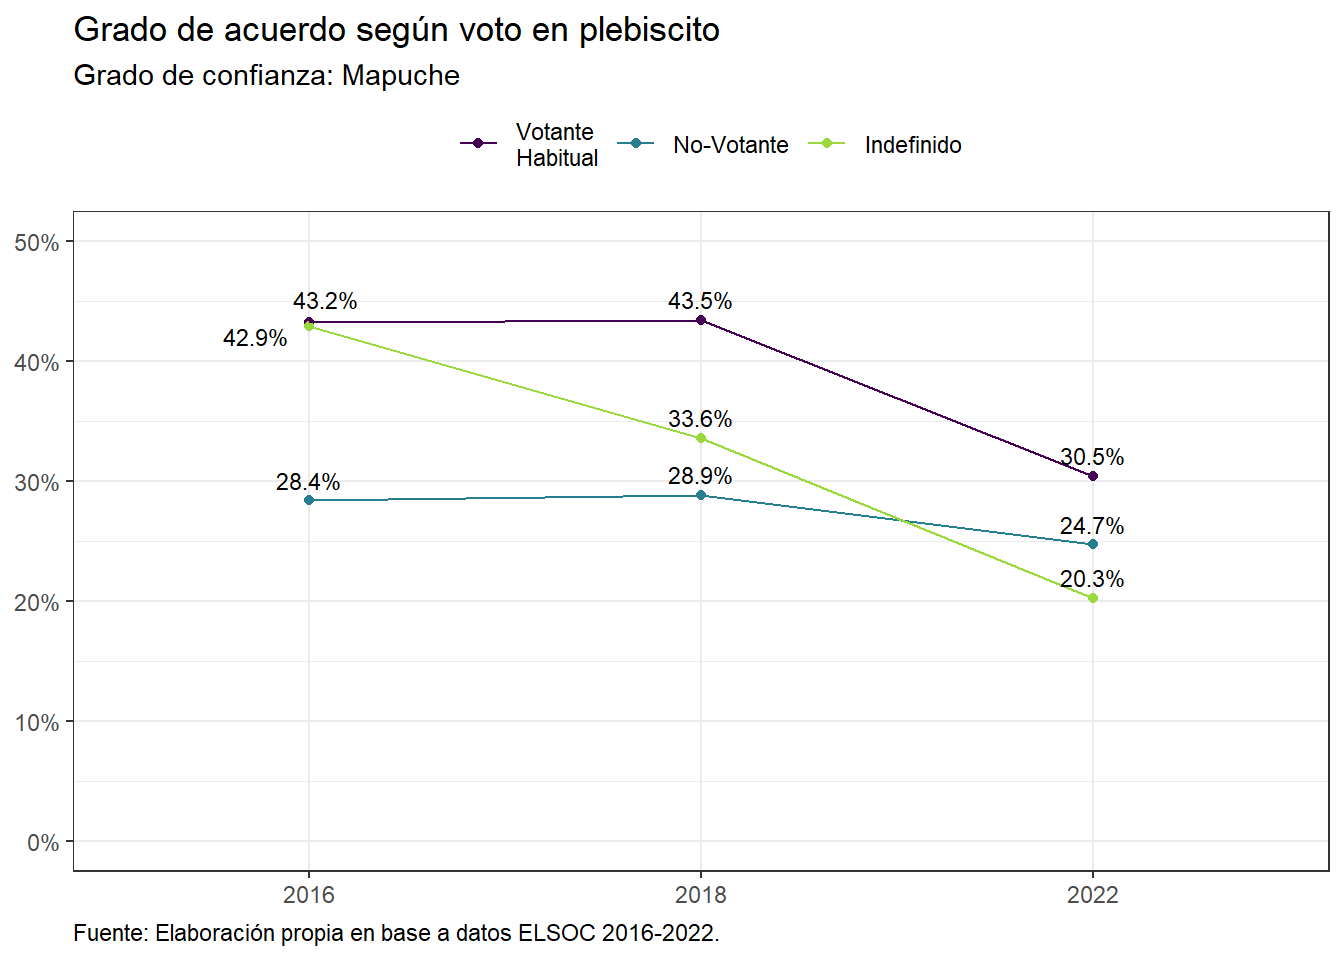 Grado de acuerdo según voto en plebiscito
Grado de confianza: Mapuche
Votante
Habitual
No-Votante
Indefinido
50%
40%
30%
20%
10%
0%
43.2%
42.9%
28.4%
43.5%
33.6%
28.9%
30.5%
24.7%
20.3%
2016
2018
2022
Fuente: Elaboración propia en base a datos ELSOC 2016-2022.